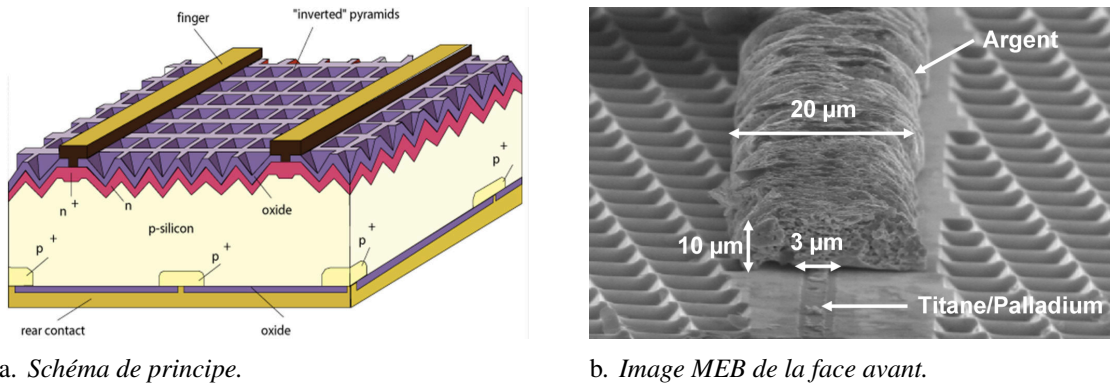 finger
"inverted" pyramids
n +
n
oxide
p +
p-silicon
p +
p +
p +
rear contact
oxide
Argent
20 µm
10 µm
3 µm
Titane/Palladium
a. Schéma de principe.
b. Image MEB de la face avant.